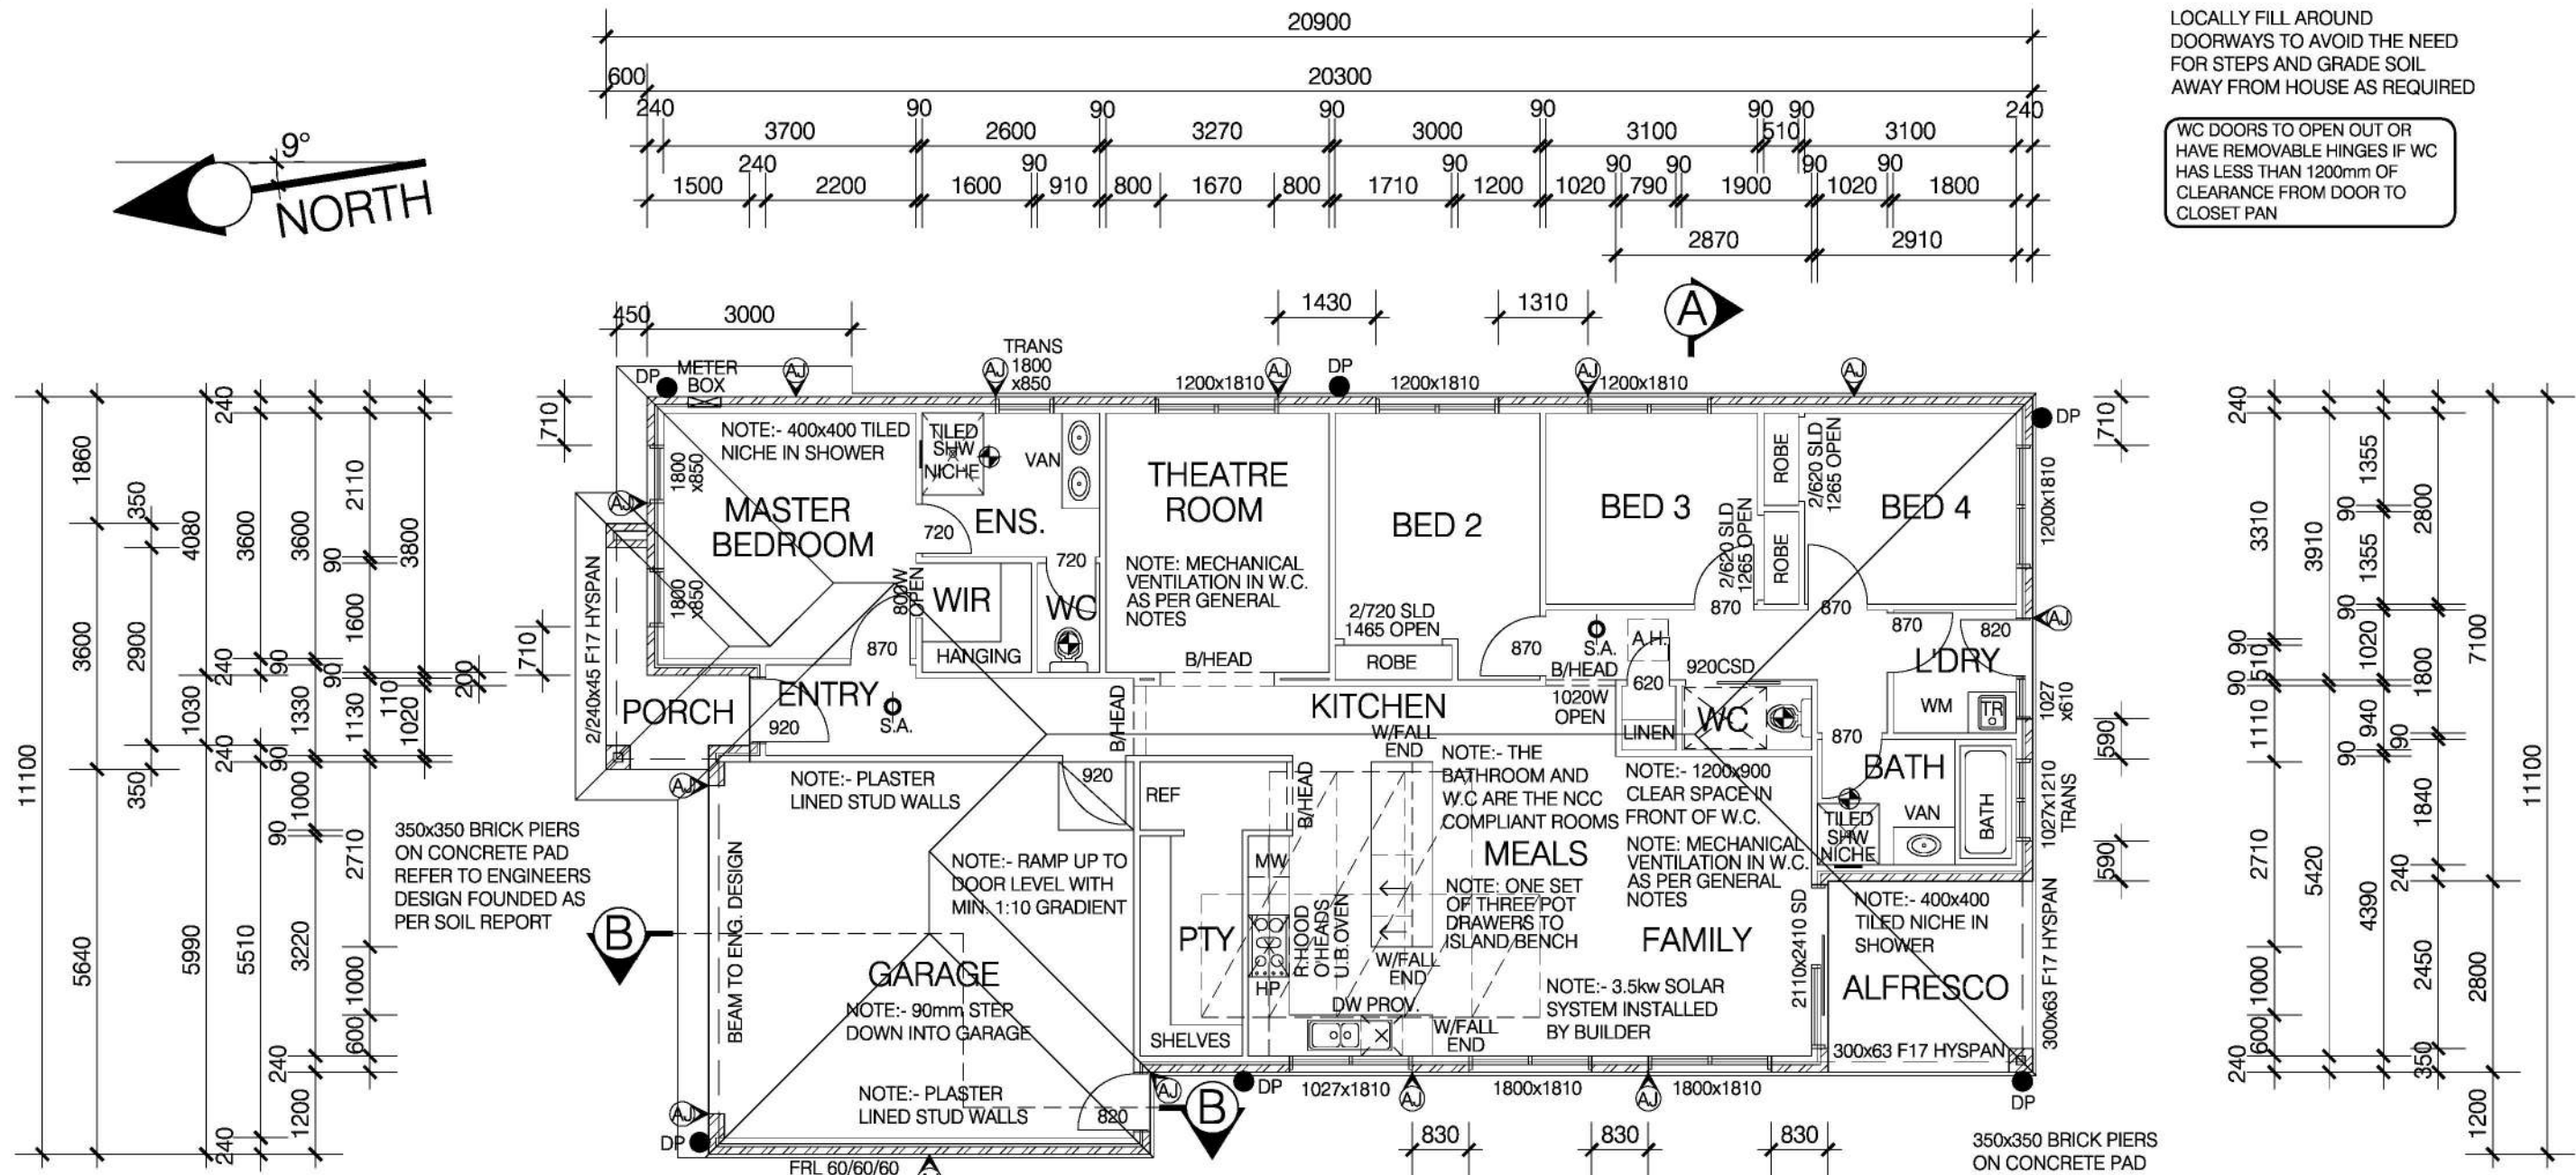 20900
600
20300
240
90
90
90
90
90
90
240
3700
2600
3270
3000
3100
510
3100
240
90
90
90
90
90
90
1500
2200
1600
910
800
1670
800
1710
1200
1020
790
1900
1020
1800
2870
2910
LOCALLY FILL AROUND
DOORWAYS TO AVOID THE NEED
FOR STEPS AND GRADE SOIL
AWAY FROM HOUSE AS REQUIRED
WC DOORS TO OPEN OUT OR
HAVE REMOVABLE HINGES IF WC
HAS LESS THAN 1200mm OF
CLEARANCE FROM DOOR TO
CLOSET PAN
9°
NORTH
450
3000
1430
1310
A
11100
1860
3600
5640
350
2900
350
4080
1030
5990
240
3600
240
240
5510
240
3600
90
1330
90
1000
90
3220
240
1200
2110
90
1600
90
1130
2710
1000
600
3800
110
1020
200
710
710
350x350 BRICK PIERS
ON CONCRETE PAD
REFER TO ENGINEERS
DESIGN FOUNDED AS
PER SOIL REPORT
DP
METER
BOX
AJ
AJ
TRANS
1800
x850
1200x1810
AJ
DP
1200x1810
AJ
1200x1810
AJ
DP
NOTE:- 400x400 TILED
NICHE IN SHOWER
1800
x850
AJ
MASTER
BEDROOM
1800
x850
TILED
SHW
NICHE
VAN
ENS.
720
720
800W
OPEN
WIR
WC
HANGING
870
THEATRE
ROOM
NOTE: MECHANICAL
VENTILATION IN W.C.
AS PER GENERAL
NOTES
B/HEAD
BED 2
2/720 SLD
1465 OPEN
ROBE
870
BED 3
2/620 SLD
1265 OPEN
ROBE
ROBE
2/620 SLD
1265 OPEN
BED 4
1200x1810
870
870
870
820
AJ
S.A.
A.H.
B/HEAD
920CSD
620
1020W
OPEN
LINEN
WC
L'DRY
WM
TR
1027
x610
870
BATH
VAN
BATH
TILED
SHW
NICHE
1027x1210
TRANS
2/240x45 F17 HYSPAN
PORCH
ENTRY
920
S.A.
B/HEAD
KITCHEN
W/FALL
END
NOTE:- THE
BATHROOM AND
W.C ARE THE NCC
COMPLIANT ROOMS
NOTE:- 1200x900
CLEAR SPACE IN
FRONT OF W.C.
MEALS
NOTE: MECHANICAL
VENTILATION IN W.C.
AS PER GENERAL
NOTES
NOTE: ONE SET
OF THREE POT
DRAWERS TO
ISLAND BENCH
FAMILY
2110x2410 SD
NOTE:- 400x400
TILED NICHE IN
SHOWER
ALFRESCO
300x63 F17 HYSPAN
300x63 F17 HYSPAN
NOTE:- 3.5kw SOLAR
SYSTEM INSTALLED
BY BUILDER
AJ
NOTE:- PLASTER
LINED STUD WALLS
920
REF
B/HEAD
MW
BEAM TO ENG. DESIGN
NOTE:- RAMP UP TO
DOOR LEVEL WITH
MIN. 1:10 GRADIENT
PTY
R.HOOD
O'HEADS
U.B.OVEN
HP
W/FALL
END
DW PROV.
W/FALL
END
SHELVES
B
GARAGE
NOTE:- 90mm STEP
DOWN INTO GARAGE
NOTE:- PLASTER
LINED STUD WALLS
820
AJ
AJ
B
DP
1027x1810
AJ
1800x1810
AJ
1800x1810
DP
DP
FRL 60/60/60
830
830
830
350x350 BRICK PIERS
ON CONCRETE PAD
710
590
590
240
3310
90
510
90
1110
2710
1000
600
240
3910
5420
1355
90
1355
90
1020
940
90
4390
2800
1800
90
1840
240
2450
350
7100
2800
1200
11100